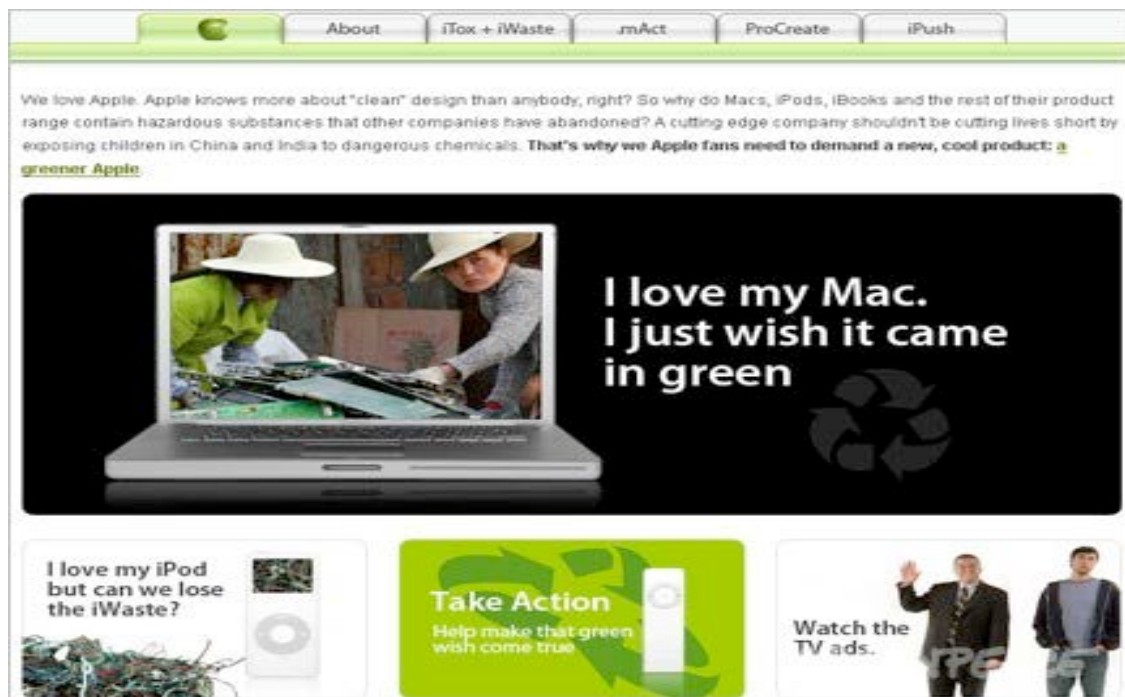 About
iTox + iWaste
.mAct
ProCreate
iPush
We love Apple. Apple knows more about "clean" design than anybody, right? So why do Macs, iPods, iBooks and the rest of their product
range contain hazardous substances that other companies have abandoned? A cutting edge company shouldn't be cutting lives short by
exposing children in China and India to dangerous chemicals. That's why we Apple fans need to demand a new, cool product: a
greener Apple.
I love my Mac.
I just wish it came
in green
I love my iPod
but can we lose
the iWaste?
Take Action
Help make that green
wish come true
Watch the
TV ads.